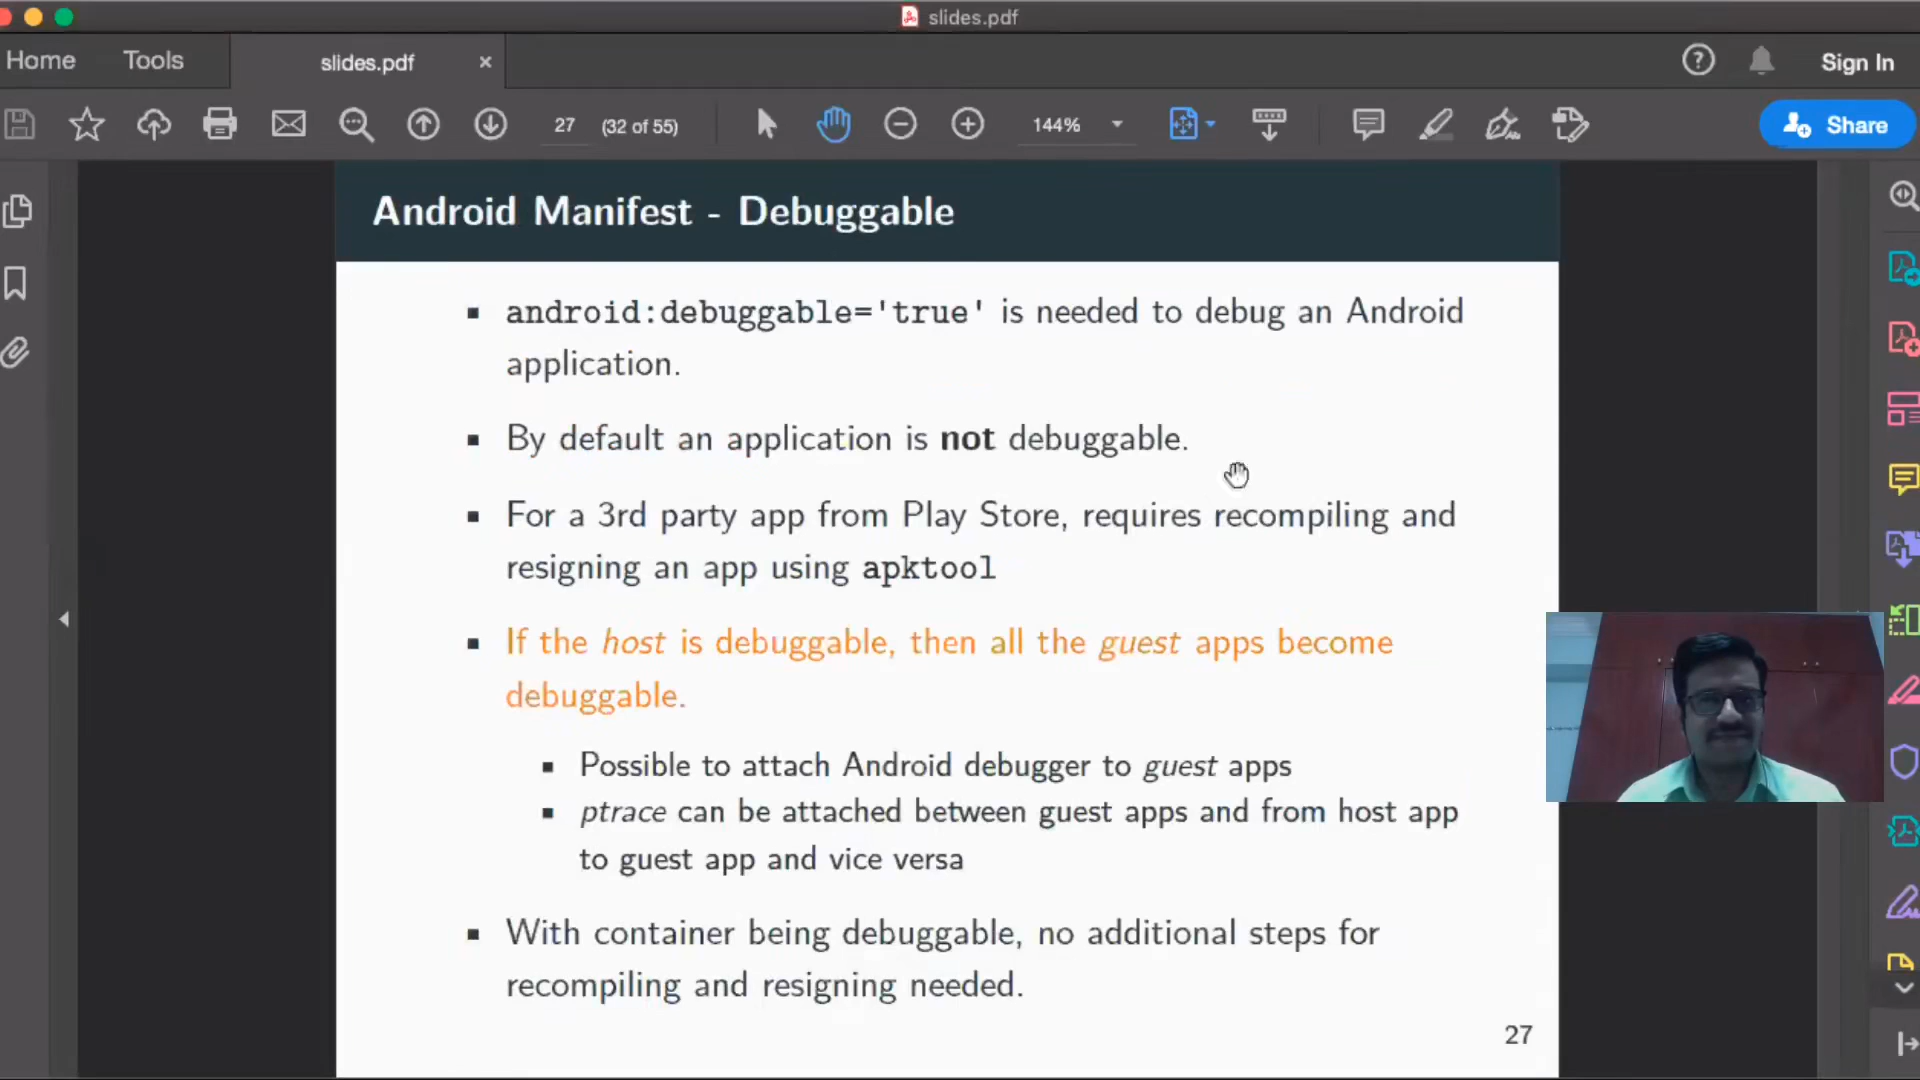 slides.pdf
Home
Tools
slides.pdf
Sign In
27
(32 of 55)
144%
Share
Android Manifest - Debuggable
▪ android:debuggable='true' is needed to debug an Android
application.
▪ By default an application is not debuggable.
▪ For a 3rd party app from Play Store, requires recompiling and
resigning an app using apktool
▪ If the host is debuggable, then all the guest apps become
debuggable.
▪ Possible to attach Android debugger to guest apps
▪ ptrace can be attached between guest apps and from host app
to guest app and vice versa
▪ With container being debuggable, no additional steps for
recompiling and resigning needed.
27